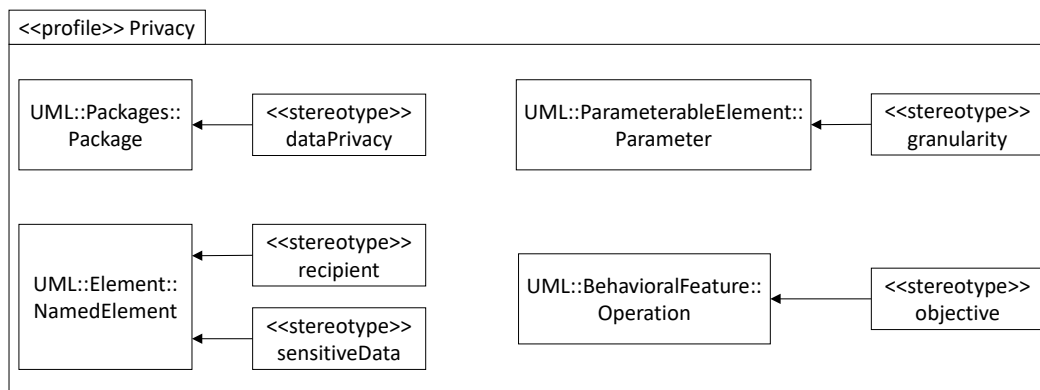 <<profile>> Privacy
UML::Packages::
Package
<<stereotype>>
dataPrivacy
UML::ParameterableElement::
Parameter
<<stereotype>>
granularity
UML::Element::
NamedElement
<<stereotype>>
recipient
<<stereotype>>
sensitiveData
UML::BehavioralFeature::
Operation
<<stereotype>>
objective